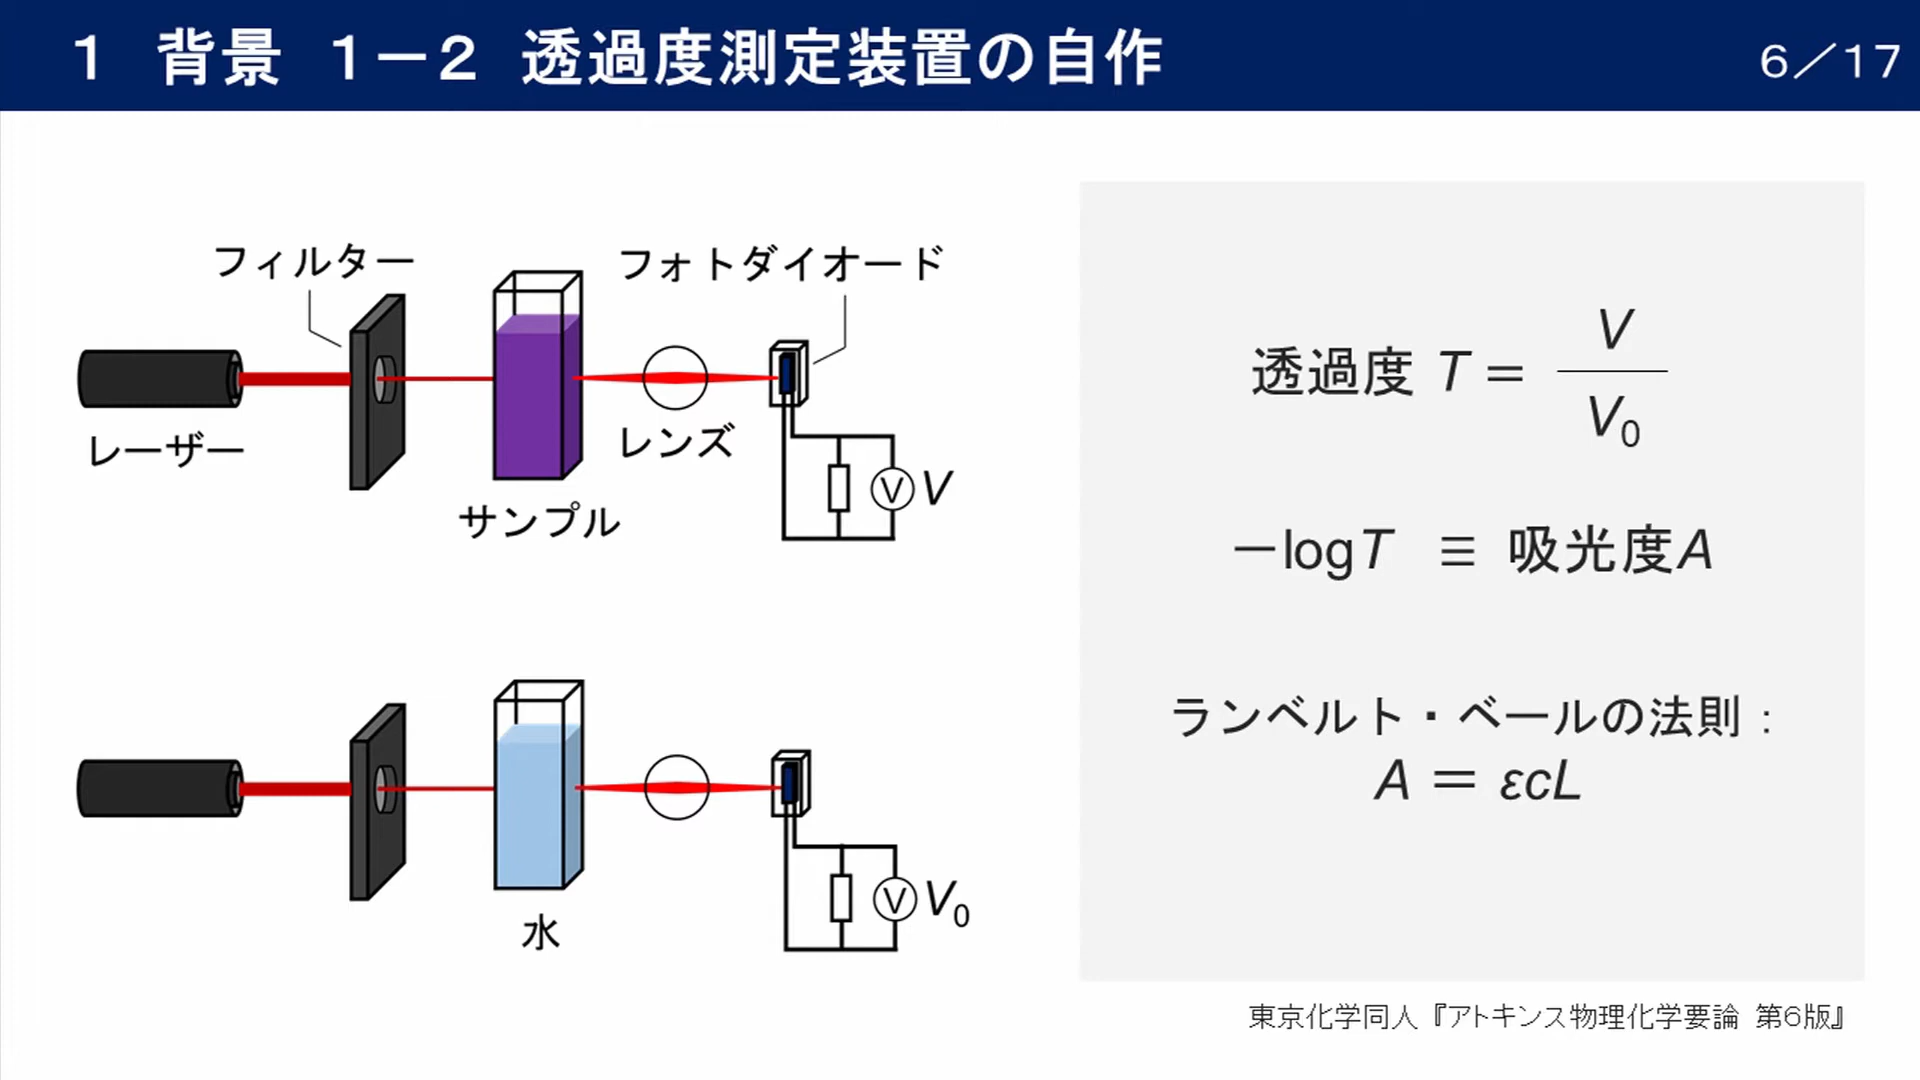 1 背景 1－2 透過度測定装置の自作
6／17
フィルター
フォトダイオード
レーザー
サンプル
レンズ
V
V
水
V
V₀
透過度 T = V / V₀
－logT ≡ 吸光度A
ランベルト・ベールの法則：
A = εcL
東京化学同人『アトキンス物理化学要論 第6版』